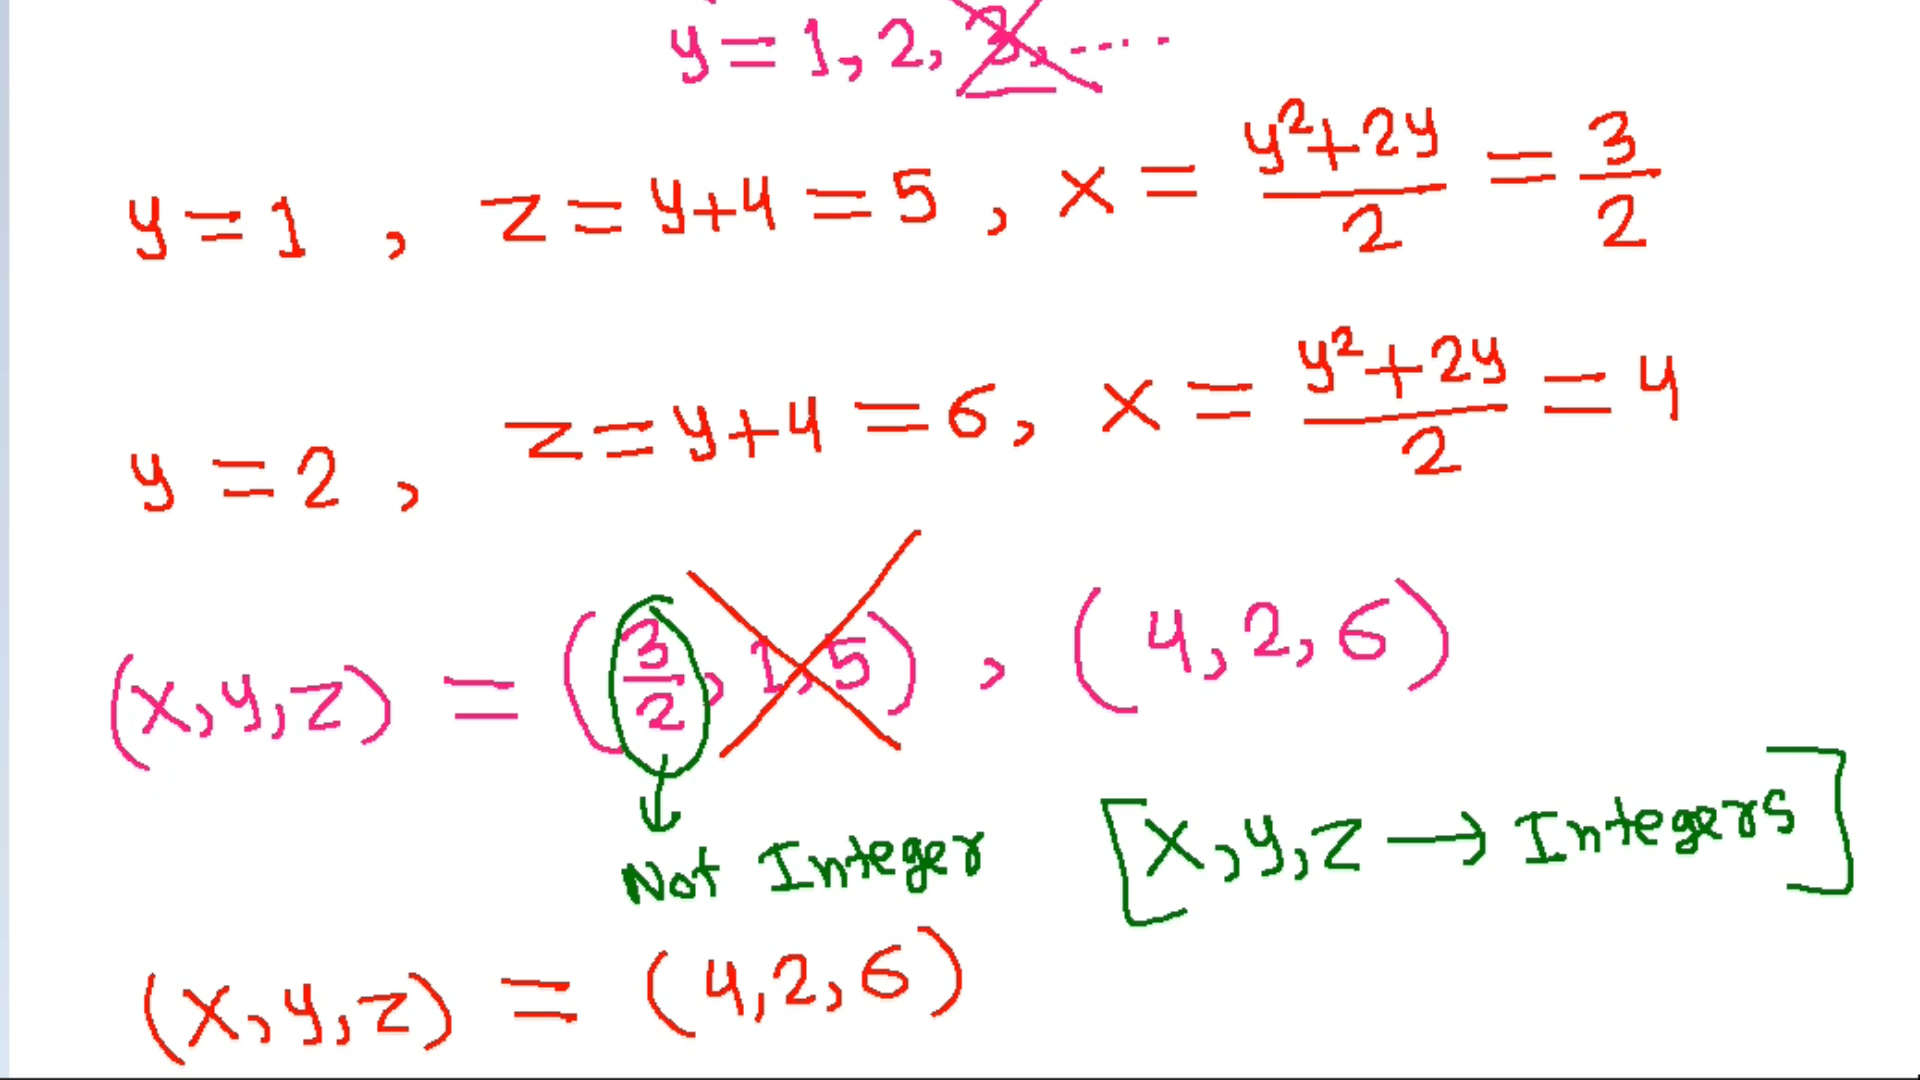 y = 1, 2, 3, .....
y = 1 , z = y+4 = 5 , x = (y²+2y)/2 = 3/2
y = 2 , z = y+4 = 6, x = (y²+2y)/2 = 4
(x,y,z) = (3/2, 1, 5) , (4,2,6)
Not Integer
[x,y,z → Integers]
(x,y,z) = (4,2,6)